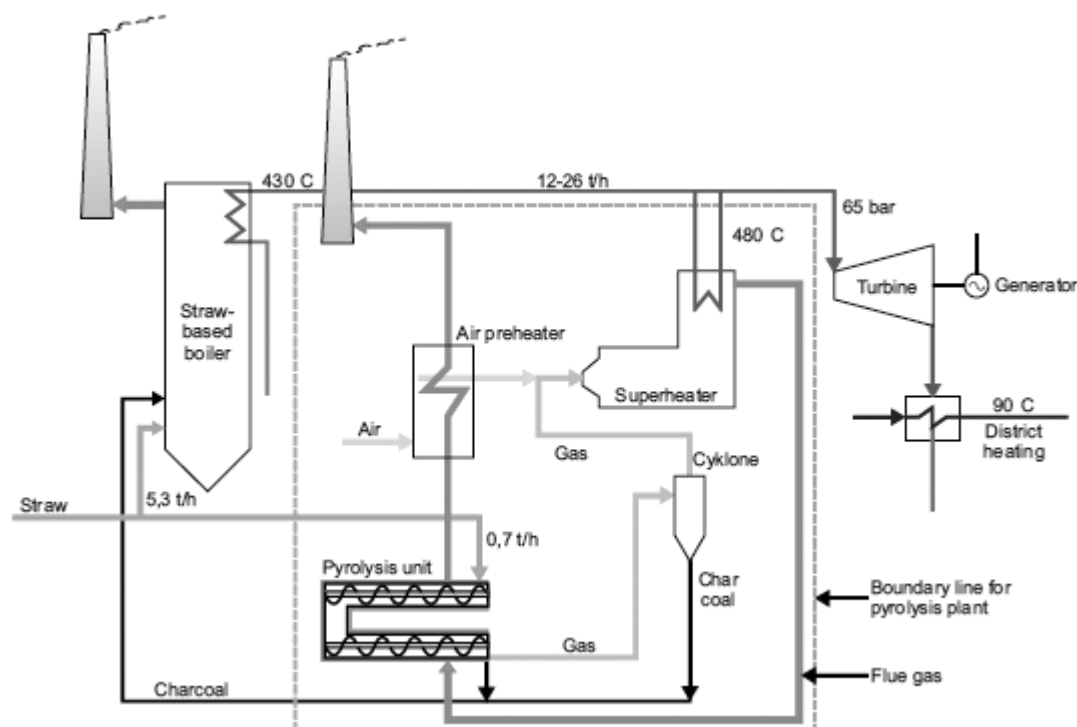 430 C
12-26 t/h
65 bar
480 C
Turbine
Generator
Straw-
based
boiler
Air preheater
Superheater
90 C
District
heating
Air
Gas
Cyklone
Straw
5,3 t/h
0,7 t/h
Pyrolysis unit
Char
coal
Boundary line for
pyrolysis plant
Gas
Flue gas
Charcoal